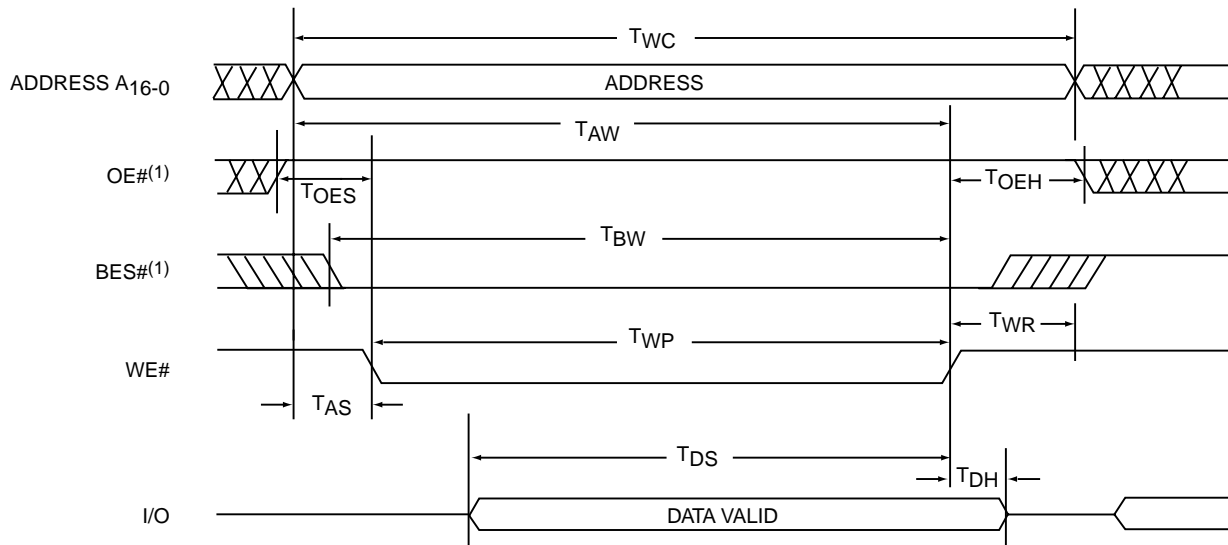 TWC
ADDRESS A16-0
ADDRESS
TAW
OE#(1)
TOES
TOEH
TBW
BES#(1)
TWR
TWP
WE#
TAS
TDS
TDH
I/O
DATA VALID